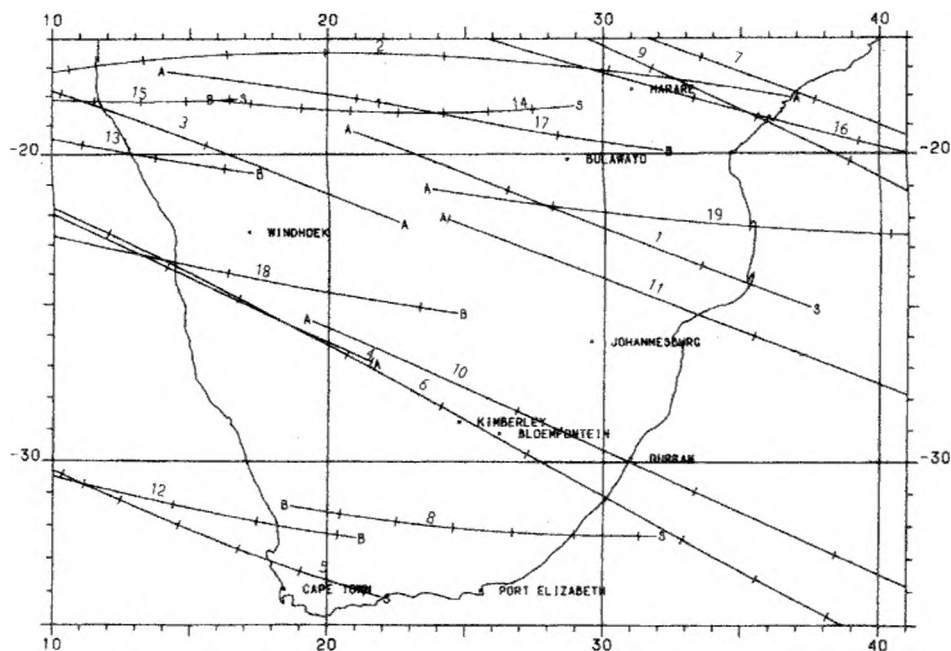 10 20 30 40
2 9 7
A
15 B S 14 S
HARARE
3 17 16
13 A
-20 B B -20
BULAWAYO
A 19
WINDHOEK A A
1
18 11
B S
A JOHANNESBURG
4 A 10
6
KIMBERLEY
BLOEMFONTEIN
-30 DURBAN -30
12 B 8
B S
5
CAPE TOWN S PORT ELIZABETH
10 20 30 40